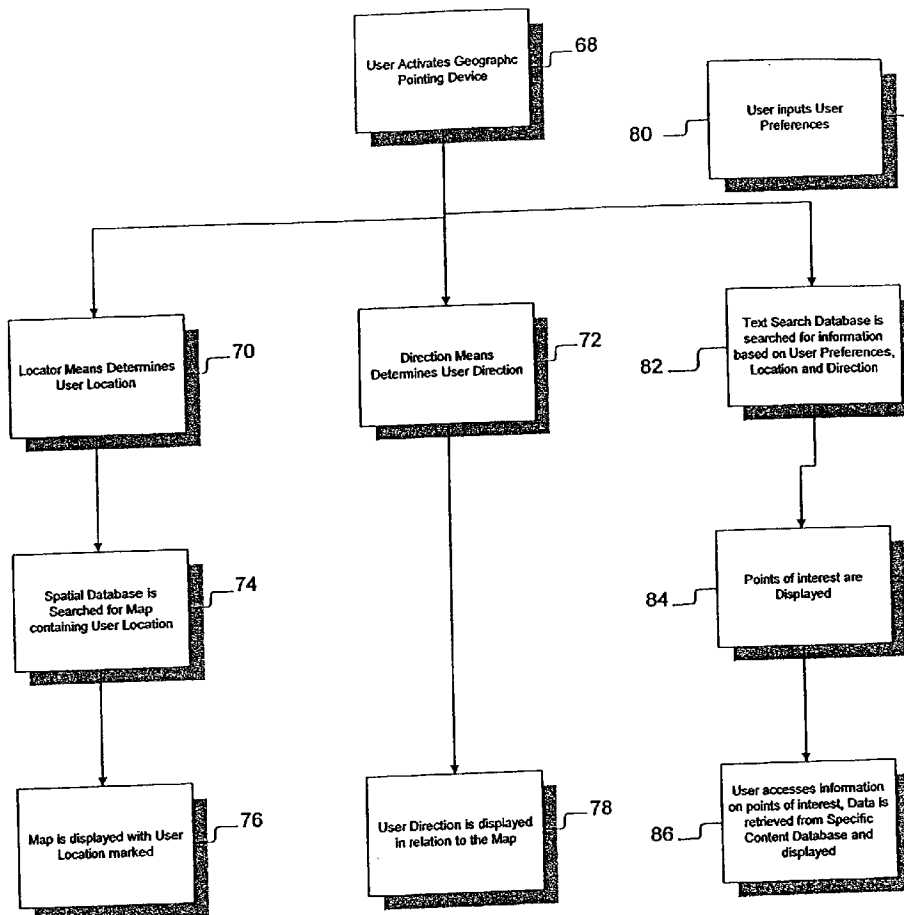 User Activates Geographc
Pointing Device
68
80
User inputs User
Preferences
Locator Means Determines
User Location
70
Direction Means
Determines User Direction
72
82
Text Search Database is
searched for information
based on User Preferences,
Location and Direction
Spatial Database is
Searched for Map
containing User Location
74
84
Points of interest are
Displayed
Map is displayed with User
Location marked
76
User Direction is displayed
in relation to the Map
78
86
User accesses information
on points of interest, Data is
retrieved from Specific
Content Database and
displayed